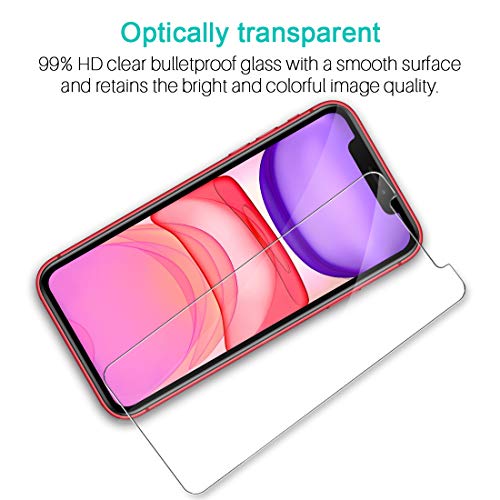 Optically transparent
99% HD clear bulletproof glass with a smooth surface
and retains the bright and colorful image quality.